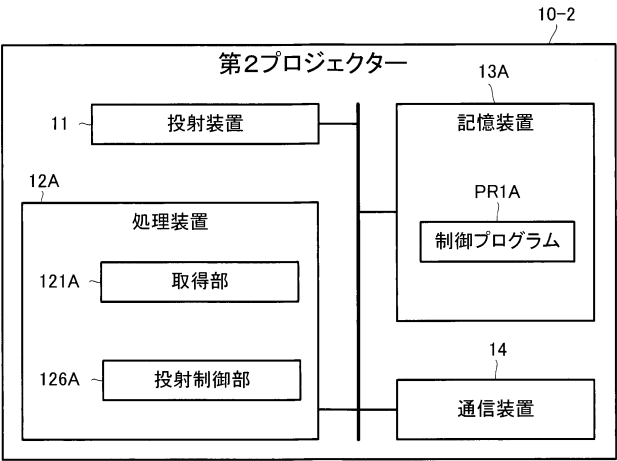 10-2
第2プロジェクター
13A
11
投射装置
記憶装置
12A
処理装置
PR1A
制御プログラム
121A
取得部
14
126A
投射制御部
通信装置